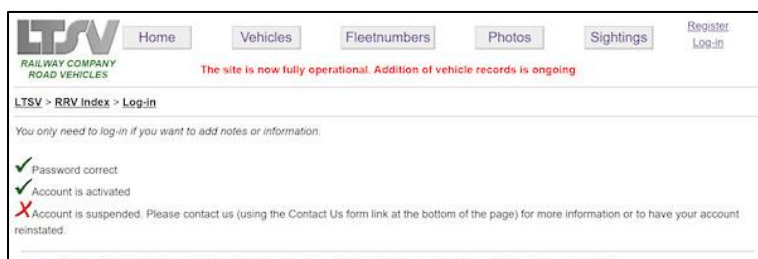 LTSV
RAILWAY COMPANY
ROAD VEHICLES
Home
Vehicles
Fleetnumbers
Photos
Sightings
Register
Log-in
The site is now fully operational. Addition of vehicle records is ongoing
LTSV > RRV Index > Log-in
You only need to log-in if you want to add notes or information.
Password correct
Account is activated
Account is suspended. Please contact us (using the Contact Us form link at the bottom of the page) for more information or to have your account
reinstated.